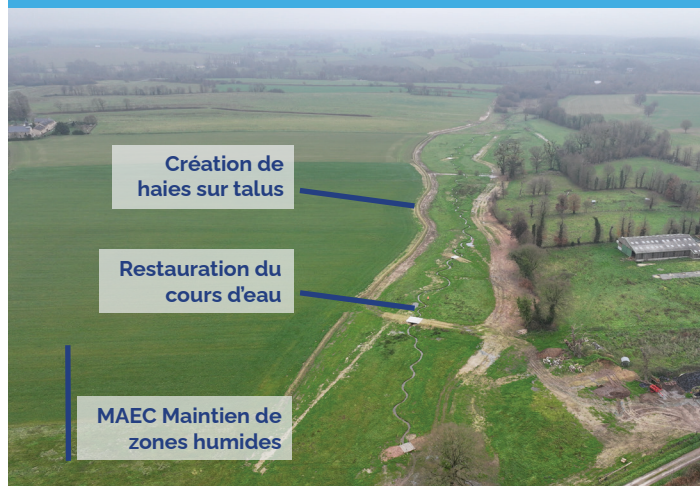 Création de
haies sur talus
Restauration du
cours d'eau
MAEC Maintien de
zones humides